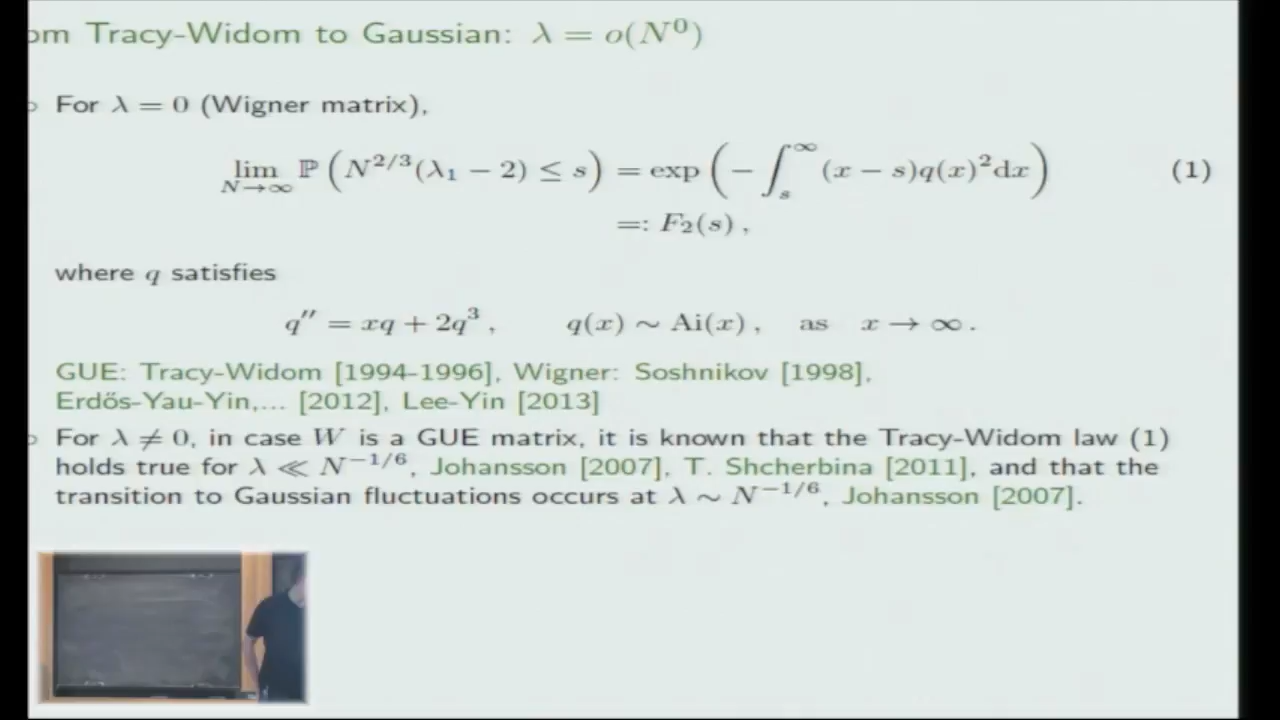 om Tracy-Widom to Gaussian: λ = o(N⁰)
For λ = 0 (Wigner matrix),
lim_{N→∞} ℙ(N^{2/3}(λ₁ − 2) ≤ s) = exp(−∫_s^∞ (x − s)q(x)²dx) (1)
=: F₂(s) ,
where q satisfies
q″ = xq + 2q³ , q(x) ∼ Ai(x) , as x → ∞ .
GUE: Tracy-Widom [1994-1996], Wigner: Soshnikov [1998],
Erdős-Yau-Yin,... [2012], Lee-Yin [2013]
For λ ≠ 0, in case W is a GUE matrix, it is known that the Tracy-Widom law (1)
holds true for λ ≪ N^{−1/6}, Johansson [2007], T. Shcherbina [2011], and that the
transition to Gaussian fluctuations occurs at λ ∼ N^{−1/6}, Johansson [2007].